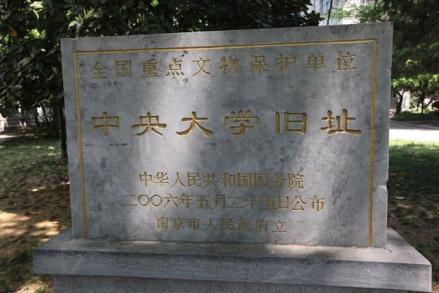 全国重点文物保护单位
中央大学旧址
中华人民共和国国务院
二〇〇六年五月二十五日公布
南京市人民政府立